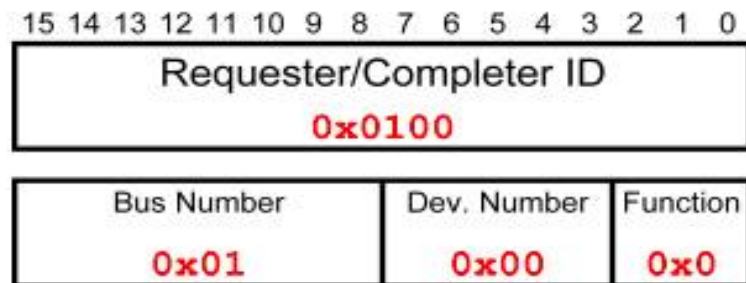 15 14 13 12 11 10 9 8 7 6 5 4 3 2 1 0
Requester/Completer ID
0x0100
Bus Number Dev. Number Function
0x01 0x00 0x0